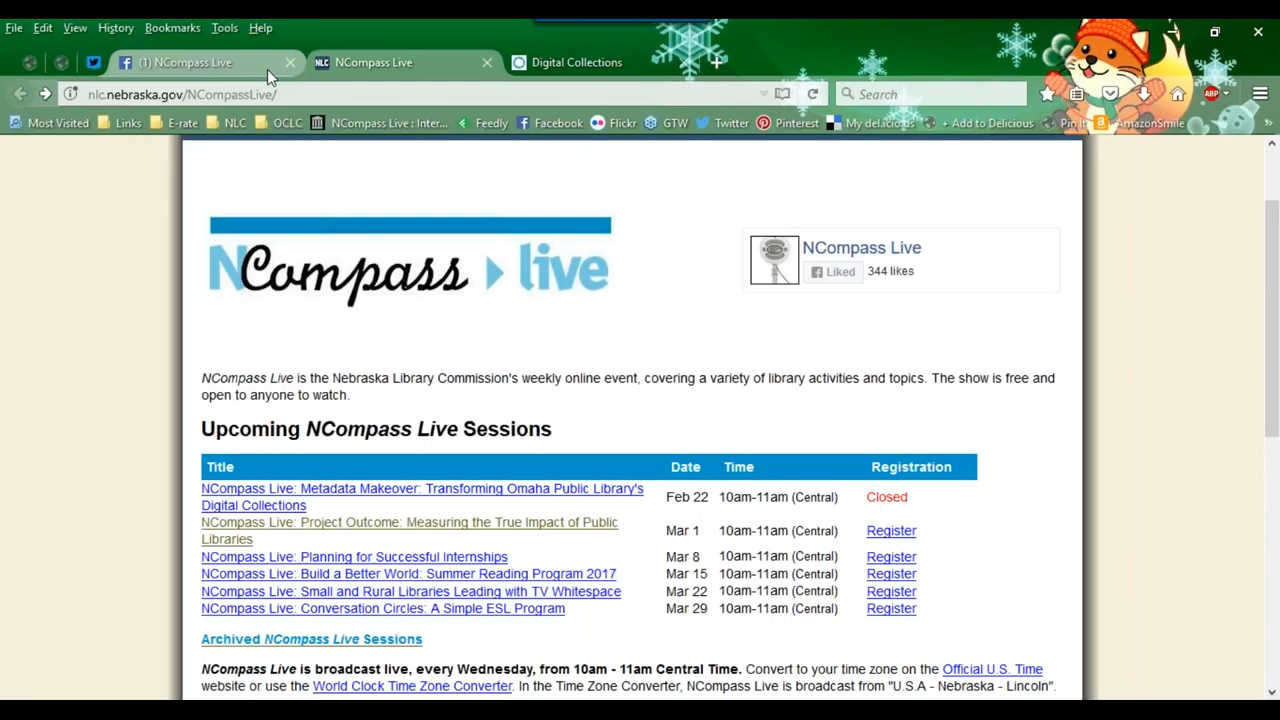 File Edit View History Bookmarks Tools Help
(1) NCompass Live NLC NCompass Live Digital Collections
nlc.nebraska.gov/NCompassLive/ Search ABP
Most Visited Links E-rate NLC OCLC NCompass Live : Inter... Feedly Facebook Flickr GTW Twitter Pinterest My del.icio.us + Add to Delicious Pin It AmazonSmile
NCompass live
NCompass Live
Liked 344 likes
NCompass Live is the Nebraska Library Commission's weekly online event, covering a variety of library activities and topics. The show is free and
open to anyone to watch.
Upcoming NCompass Live Sessions
Title Date Time Registration
NCompass Live: Metadata Makeover: Transforming Omaha Public Library's
Digital Collections Feb 22 10am-11am (Central) Closed
NCompass Live: Project Outcome: Measuring the True Impact of Public
Libraries Mar 1 10am-11am (Central) Register
NCompass Live: Planning for Successful Internships Mar 8 10am-11am (Central) Register
NCompass Live: Build a Better World: Summer Reading Program 2017 Mar 15 10am-11am (Central) Register
NCompass Live: Small and Rural Libraries Leading with TV Whitespace Mar 22 10am-11am (Central) Register
NCompass Live: Conversation Circles: A Simple ESL Program Mar 29 10am-11am (Central) Register
Archived NCompass Live Sessions
NCompass Live is broadcast live, every Wednesday, from 10am - 11am Central Time. Convert to your time zone on the Official U.S. Time
website or use the World Clock Time Zone Converter. In the Time Zone Converter, NCompass Live is broadcast from "U.S.A - Nebraska - Lincoln".